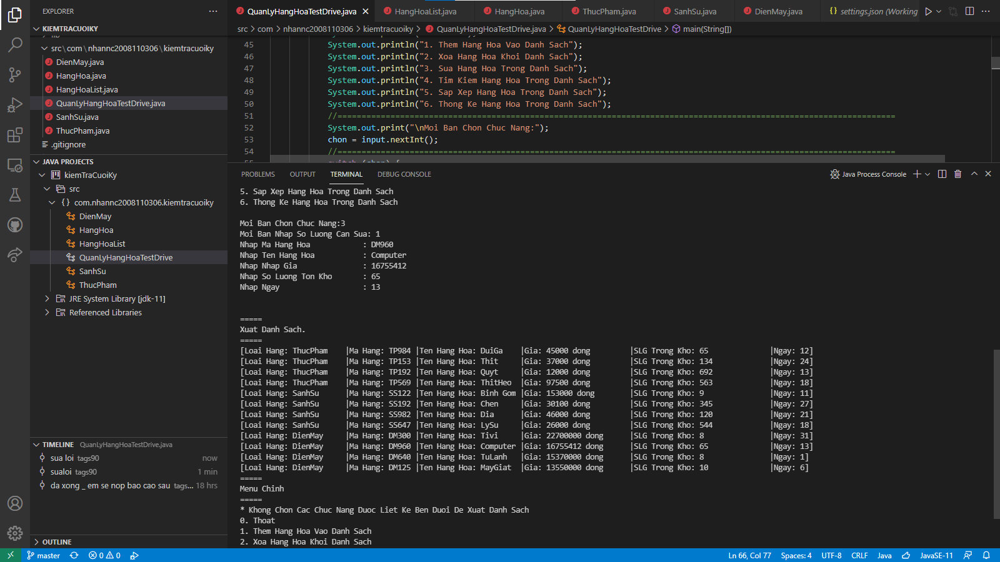 EXPLORER
KIEMTRACUOIKY
lib
src\com\nhannc2008110306\kiemtracuoiky
DienMay.java
HangHoa.java
HangHoaList.java
QuanLyHangHoaTestDrive.java
SanhSu.java
ThucPham.java
.gitignore
JAVA PROJECTS
kiemTraCuoiKy
src
{} com.nhannc2008110306.kiemtracuoiky
DienMay
HangHoa
HangHoaList
QuanLyHangHoaTestDrive
SanhSu
ThucPham
JRE System Library [jdk-11]
Referenced Libraries
TIMELINE QuanLyHangHoaTestDrive.java
sua loi tags90 now
sualoi tags90 1 min
da xong _ em se nop bao cao sau tags... 18 hrs
OUTLINE
QuanLyHangHoaTestDrive.java HangHoaList.java HangHoa.java ThucPham.java SanhSu.java DienMay.java {} settings.json (Working
src > com > nhannc2008110306 > kiemtracuoiky > QuanLyHangHoaTestDrive.java > QuanLyHangHoaTestDrive > main(String[])
45 System.out.println("1. Them Hang Hoa Vao Danh Sach");
46 System.out.println("2. Xoa Hang Hoa Khoi Danh Sach");
47 System.out.println("3. Sua Hang Hoa Trong Danh Sach");
48 System.out.println("4. Tim Kiem Hang Hoa Trong Danh Sach");
49 System.out.println("5. Sap Xep Hang Hoa Trong Danh Sach");
50 System.out.println("6. Thong Ke Hang Hoa Trong Danh Sach");
51 //====================================================================================================================
52 System.out.print("\nMoi Ban Chon Chuc Nang:");
53 chon = input.nextInt();
54 //====================================================================================================================
PROBLEMS OUTPUT TERMINAL DEBUG CONSOLE Java Process Console
5. Sap Xep Hang Hoa Trong Danh Sach
6. Thong Ke Hang Hoa Trong Danh Sach
Moi Ban Chon Chuc Nang:3
Moi Ban Nhap So Luong Can Sua: 1
Nhap Ma Hang Hoa : DM960
Nhap Ten Hang Hoa : Computer
Nhap Nhap Gia : 16755412
Nhap So Luong Ton Kho : 65
Nhap Ngay : 13
=====
Xuat Danh Sach.
=====
[Loai Hang: ThucPham |Ma Hang: TP984 |Ten Hang Hoa: DuiGa |Gia: 45000 dong |SLG Trong Kho: 65 |Ngay: 12]
[Loai Hang: ThucPham |Ma Hang: TP153 |Ten Hang Hoa: Thit |Gia: 37000 dong |SLG Trong Kho: 134 |Ngay: 24]
[Loai Hang: ThucPham |Ma Hang: TP192 |Ten Hang Hoa: Quyt |Gia: 12000 dong |SLG Trong Kho: 692 |Ngay: 13]
[Loai Hang: ThucPham |Ma Hang: TP569 |Ten Hang Hoa: ThitHeo |Gia: 97500 dong |SLG Trong Kho: 563 |Ngay: 18]
[Loai Hang: SanhSu |Ma Hang: SS122 |Ten Hang Hoa: Binh Gom |Gia: 153000 dong |SLG Trong Kho: 9 |Ngay: 11]
[Loai Hang: SanhSu |Ma Hang: SS192 |Ten Hang Hoa: Chen |Gia: 30100 dong |SLG Trong Kho: 345 |Ngay: 27]
[Loai Hang: SanhSu |Ma Hang: SS982 |Ten Hang Hoa: Dia |Gia: 46000 dong |SLG Trong Kho: 120 |Ngay: 21]
[Loai Hang: SanhSu |Ma Hang: SS647 |Ten Hang Hoa: LySu |Gia: 26000 dong |SLG Trong Kho: 544 |Ngay: 18]
[Loai Hang: DienMay |Ma Hang: DM300 |Ten Hang Hoa: Tivi |Gia: 22700000 dong |SLG Trong Kho: 8 |Ngay: 31]
[Loai Hang: DienMay |Ma Hang: DM960 |Ten Hang Hoa: Computer |Gia: 16755412 dong |SLG Trong Kho: 65 |Ngay: 13]
[Loai Hang: DienMay |Ma Hang: DM640 |Ten Hang Hoa: TuLanh |Gia: 15370000 dong |SLG Trong Kho: 8 |Ngay: 1]
[Loai Hang: DienMay |Ma Hang: DM125 |Ten Hang Hoa: MayGiat |Gia: 13550000 dong |SLG Trong Kho: 10 |Ngay: 6]
=====
Menu Chinh
=====
* Khong Chon Cac Chuc Nang Duoc Liet Ke Ben Duoi De Xuat Danh Sach
0. Thoat
1. Them Hang Hoa Vao Danh Sach
2. Xoa Hang Hoa Khoi Danh Sach
master 0 0 Ln 66, Col 77 Spaces: 4 UTF-8 CRLF Java JavaSE-11